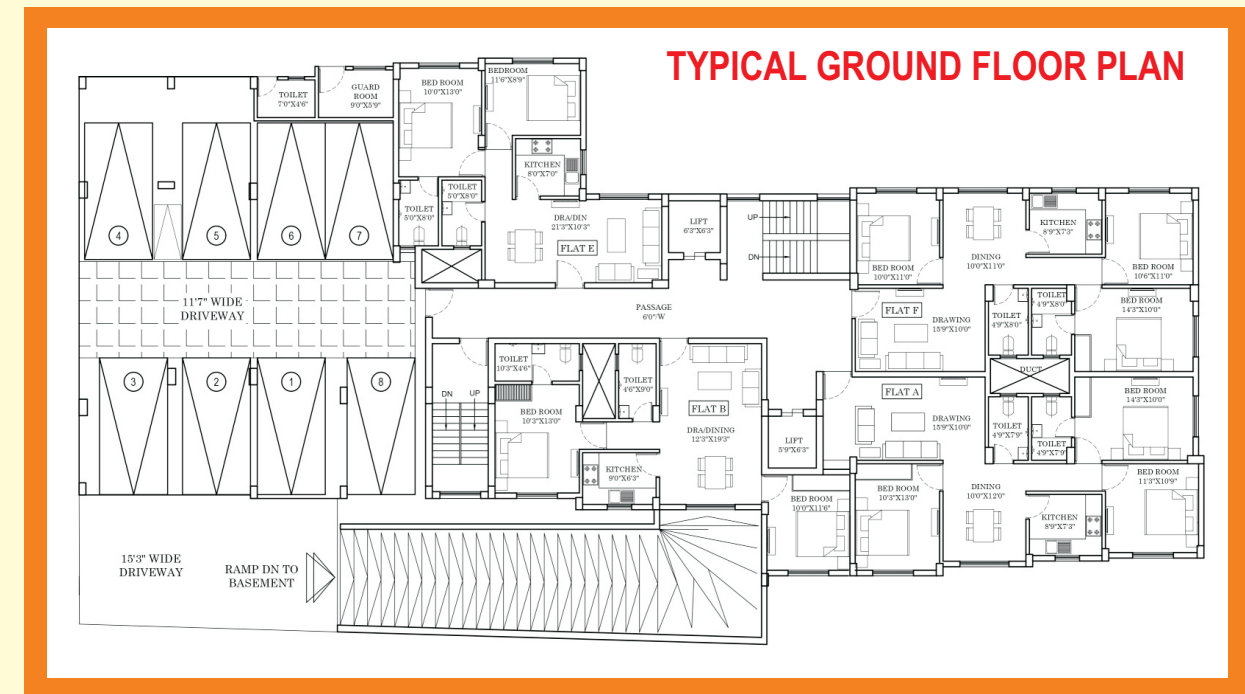 TYPICAL GROUND FLOOR PLAN
TOILET
7'0"X4'6"
GUARD
ROOM
9'0"X5'9"
BED ROOM
10'0"X13'0"
BEDROOM
11'6"X8'9"
KITCHEN
8'0"X7'0"
TOILET
5'0"X8'0"
TOILET
5'0"X8'0"
DRA/DIN
21'3"X10'3"
FLAT E
LIFT
6'3"X6'3"
UP
DN
4
5
6
7
11'7" WIDE
DRIVEWAY
PASSAGE
6'0"/W
BED ROOM
10'0"X11'0"
DINING
10'0"X11'0"
KITCHEN
8'9"X7'3"
BED ROOM
10'6"X11'0"
FLAT F
DRAWING
15'9"X10'0"
TOILET
4'9"X8'0"
TOILET
4'9"X8'0"
BED ROOM
14'3"X10'0"
DUCT
3
2
1
8
DN
UP
TOILET
10'3"X4'6"
BED ROOM
10'3"X13'0"
TOILET
4'6"X9'0"
FLAT B
DRA/DINING
12'3"X19'3"
KITCHEN
9'0"X6'3"
LIFT
5'9"X6'3"
FLAT A
DRAWING
15'9"X10'0"
TOILET
4'9"X7'9"
TOILET
4'9"X7'9"
BED ROOM
14'3"X10'0"
BED ROOM
10'0"X11'6"
BED ROOM
10'3"X13'0"
DINING
10'0"X12'0"
KITCHEN
8'9"X7'3"
BED ROOM
11'3"X10'9"
15'3" WIDE
DRIVEWAY
RAMP DN TO
BASEMENT